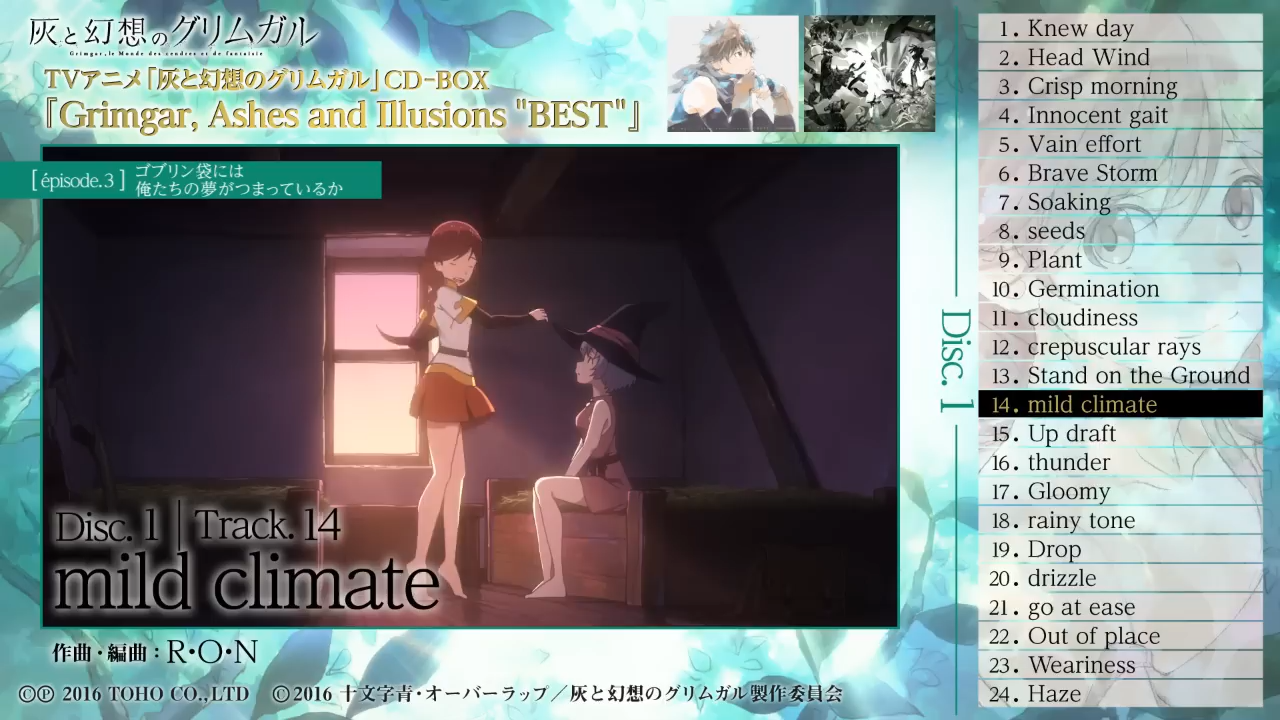 灰と幻想のグリムガル
Grimgar, le Monde des cendres et de fantaisie
TVアニメ「灰と幻想のグリムガル」CD-BOX
『Grimgar, Ashes and Illusions "BEST"』
[ épisode.3 ] ゴブリン袋には
俺たちの夢がつまっているか
Disc. 1 | Track. 14
mild climate
作曲・編曲：R・O・N
©℗ 2016 TOHO CO.,LTD ©2016 十文字青・オーバーラップ／灰と幻想のグリムガル製作委員会
Disc. 1
1. Knew day
2. Head Wind
3. Crisp morning
4. Innocent gait
5. Vain effort
6. Brave Storm
7. Soaking
8. seeds
9. Plant
10. Germination
11. cloudiness
12. crepuscular rays
13. Stand on the Ground
14. mild climate
15. Up draft
16. thunder
17. Gloomy
18. rainy tone
19. Drop
20. drizzle
21. go at ease
22. Out of place
23. Weariness
24. Haze